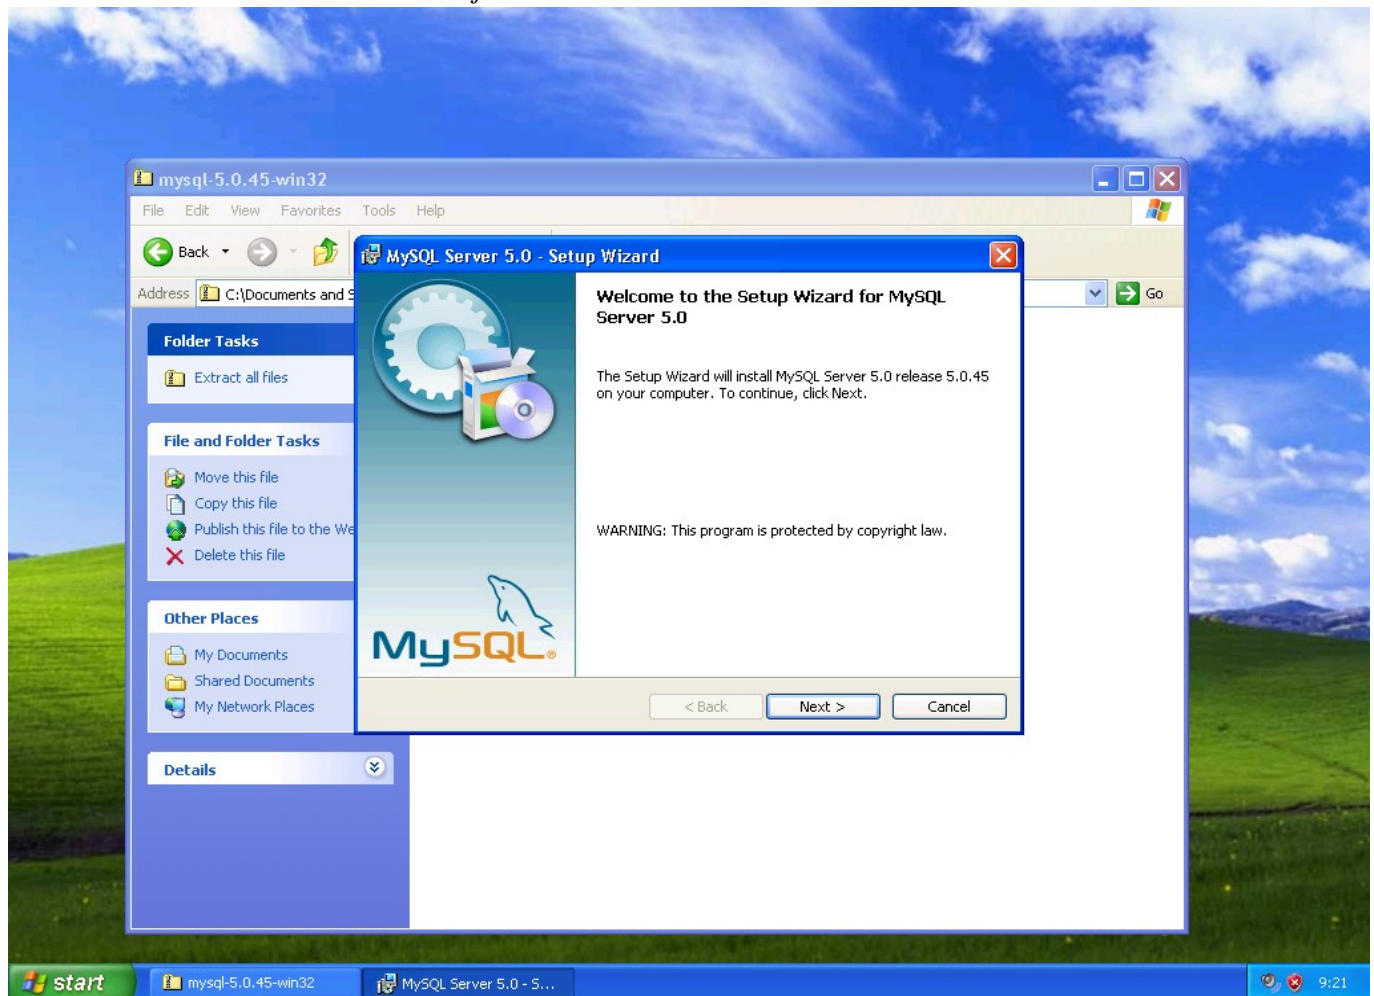 mysql-5.0.45-win32
File Edit View Favorites Tools Help
Back
Address C:\Documents and S
Go
Folder Tasks
Extract all files
File and Folder Tasks
Move this file
Copy this file
Publish this file to the We
Delete this file
Other Places
My Documents
Shared Documents
My Network Places
Details
MySQL Server 5.0 - Setup Wizard
Welcome to the Setup Wizard for MySQL
Server 5.0
The Setup Wizard will install MySQL Server 5.0 release 5.0.45
on your computer. To continue, click Next.
WARNING: This program is protected by copyright law.
MySQL®
< Back Next > Cancel
start mysql-5.0.45-win32 MySQL Server 5.0 - S... 9:21